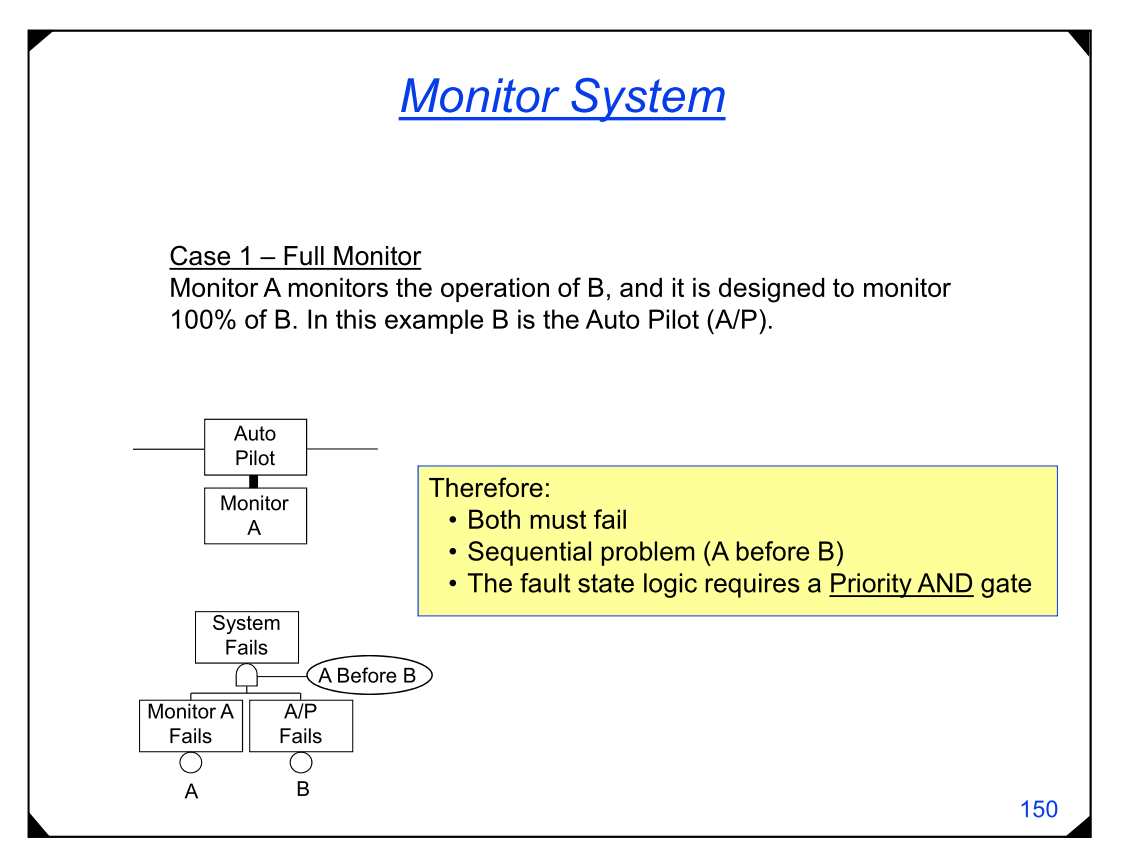 Monitor System
Case 1 – Full Monitor
Monitor A monitors the operation of B, and it is designed to monitor
100% of B. In this example B is the Auto Pilot (A/P).
Auto
Pilot
Monitor
A
Therefore:
• Both must fail
• Sequential problem (A before B)
• The fault state logic requires a Priority AND gate
System
Fails
A Before B
Monitor A
Fails
A/P
Fails
A
B
150